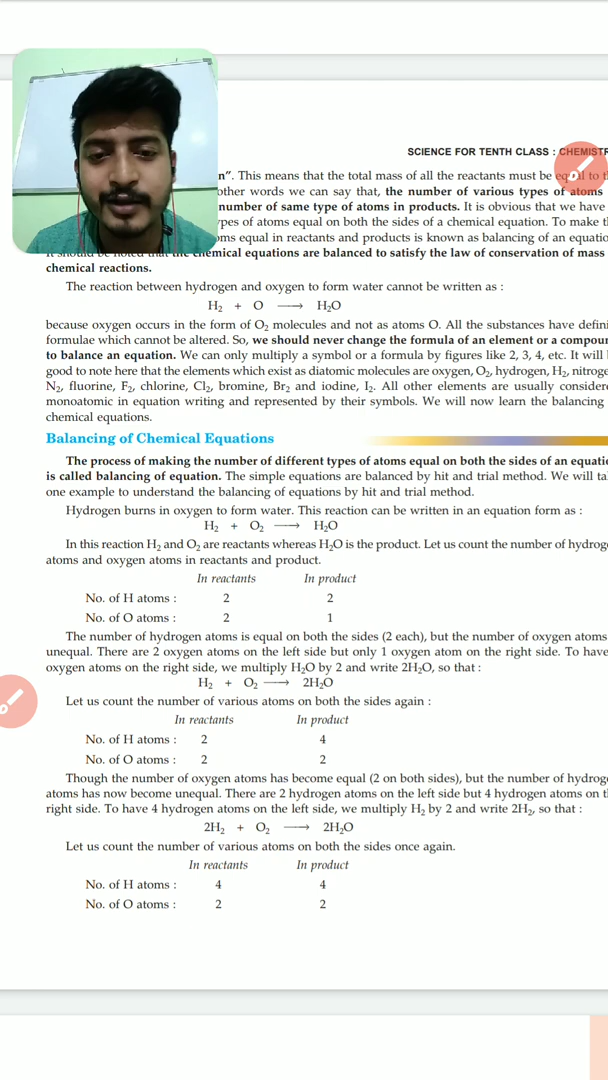 SCIENCE FOR TENTH CLASS : CHEMISTR
n". This means that the total mass of all the reactants must be equal to t
other words we can say that, the number of various types of atoms
number of same type of atoms in products. It is obvious that we have
ypes of atoms equal on both the sides of a chemical equation. To make t
oms equal in reactants and products is known as balancing of an equatio
It should be noted that the chemical equations are balanced to satisfy the law of conservation of mass
chemical reactions.
The reaction between hydrogen and oxygen to form water cannot be written as :
H₂ + O ⟶ H₂O
because oxygen occurs in the form of O₂ molecules and not as atoms O. All the substances have defini
formulae which cannot be altered. So, we should never change the formula of an element or a compour
to balance an equation. We can only multiply a symbol or a formula by figures like 2, 3, 4, etc. It will
good to note here that the elements which exist as diatomic molecules are oxygen, O₂, hydrogen, H₂, nitroge
N₂, fluorine, F₂, chlorine, Cl₂, bromine, Br₂ and iodine, I₂. All other elements are usually considere
monoatomic in equation writing and represented by their symbols. We will now learn the balancing
chemical equations.
Balancing of Chemical Equations
The process of making the number of different types of atoms equal on both the sides of an equati
is called balancing of equation. The simple equations are balanced by hit and trial method. We will ta
one example to understand the balancing of equations by hit and trial method.
Hydrogen burns in oxygen to form water. This reaction can be written in an equation form as :
H₂ + O₂ ⟶ H₂O
In this reaction H₂ and O₂ are reactants whereas H₂O is the product. Let us count the number of hydrog
atoms and oxygen atoms in reactants and product.
In reactants In product
No. of H atoms : 2 2
No. of O atoms : 2 1
The number of hydrogen atoms is equal on both the sides (2 each), but the number of oxygen atoms
unequal. There are 2 oxygen atoms on the left side but only 1 oxygen atom on the right side. To have
oxygen atoms on the right side, we multiply H₂O by 2 and write 2H₂O, so that :
H₂ + O₂ ⟶ 2H₂O
Let us count the number of various atoms on both the sides again :
In reactants In product
No. of H atoms : 2 4
No. of O atoms : 2 2
Though the number of oxygen atoms has become equal (2 on both sides), but the number of hydrog
atoms has now become unequal. There are 2 hydrogen atoms on the left side but 4 hydrogen atoms on t
right side. To have 4 hydrogen atoms on the left side, we multiply H₂ by 2 and write 2H₂, so that :
2H₂ + O₂ ⟶ 2H₂O
Let us count the number of various atoms on both the sides once again.
In reactants In product
No. of H atoms : 4 4
No. of O atoms : 2 2